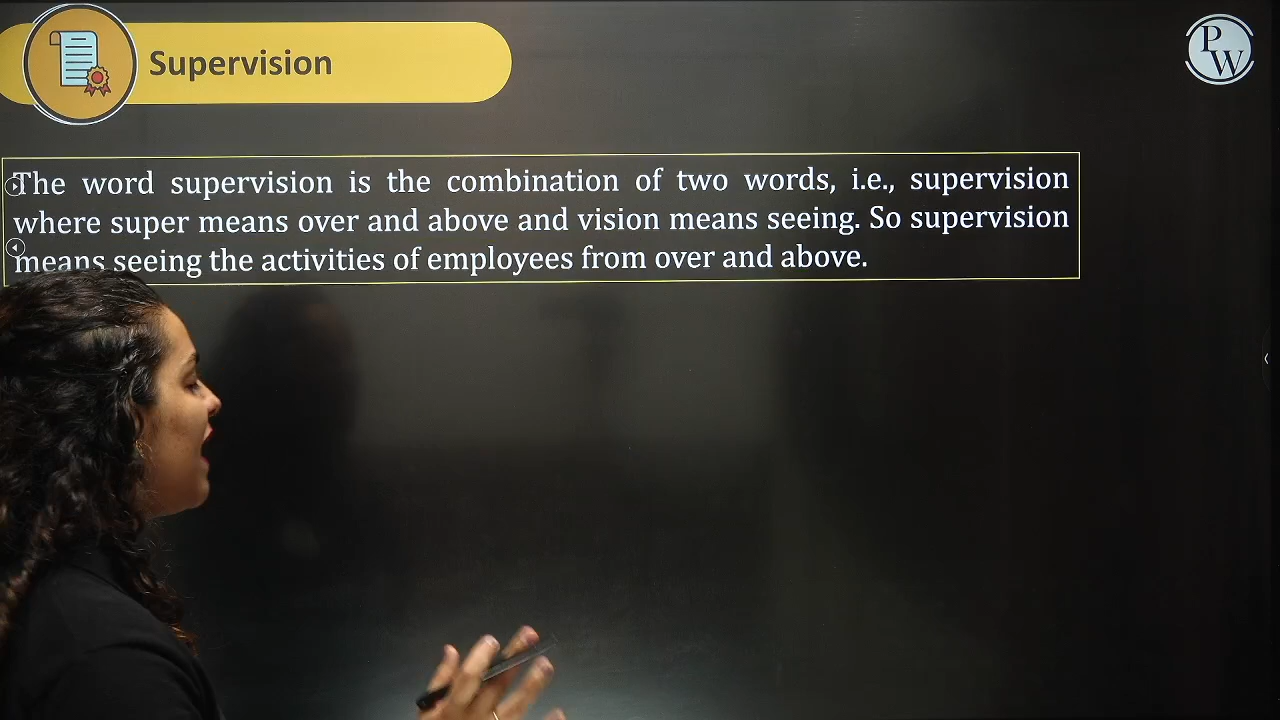 Supervision
PW
The word supervision is the combination of two words, i.e., supervision
where super means over and above and vision means seeing. So supervision
means seeing the activities of employees from over and above.